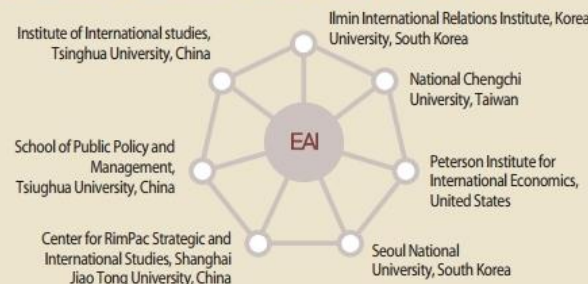 Ilmin International Relations Institute, Korea
University, South Korea
Institute of International studies,
Tsinghua University, China
National Chengchi
University, Taiwan
EAI
School of Public Policy and
Management,
Tsiughua University, China
Peterson Institute for
International Economics,
United States
Center for RimPac Strategic and
International Studies, Shanghai
Jiao Tong University, China
Seoul National
University, South Korea